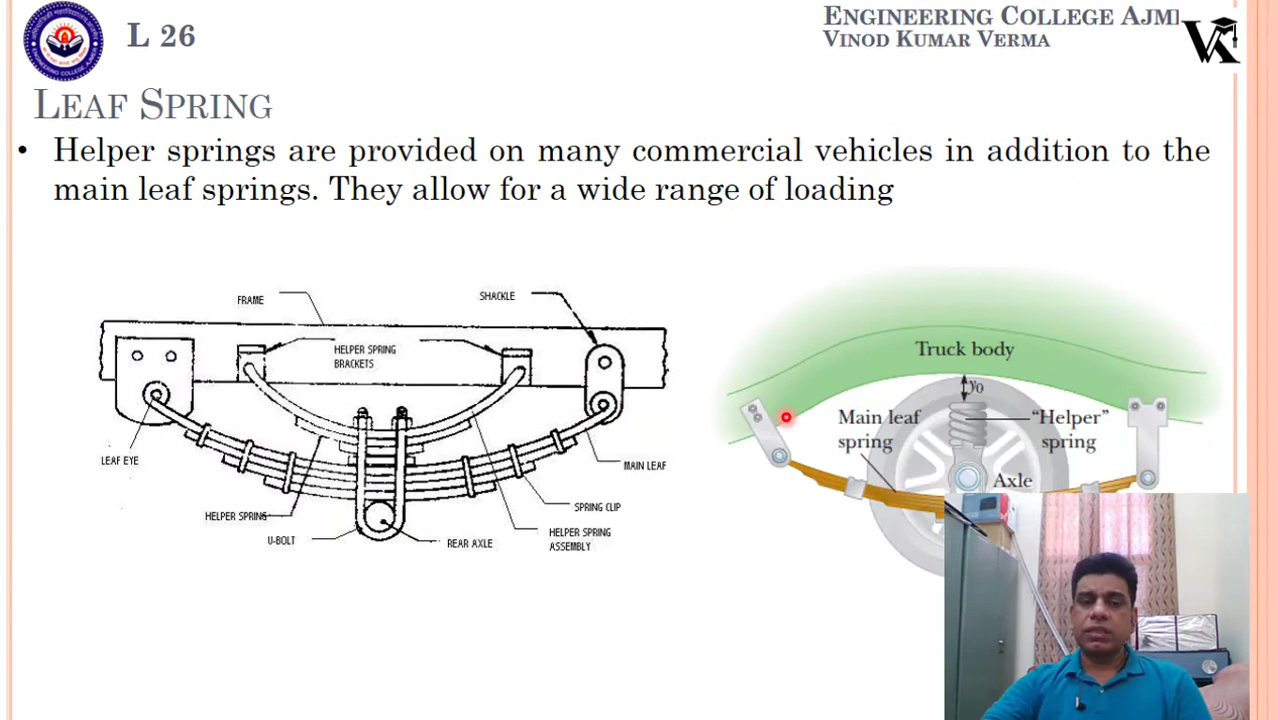 L 26
ENGINEERING COLLEGE AJM
VINOD KUMAR VERMA
LEAF SPRING
• Helper springs are provided on many commercial vehicles in addition to the
main leaf springs. They allow for a wide range of loading
FRAME
SHACKLE
HELPER SPRING
BRACKETS
LEAF EYE
MAIN LEAF
HELPER SPRING
SPRING CLIP
U-BOLT
REAR AXLE
HELPER SPRING
ASSEMBLY
Truck body
y0
Main leaf
spring
"Helper"
spring
Axle